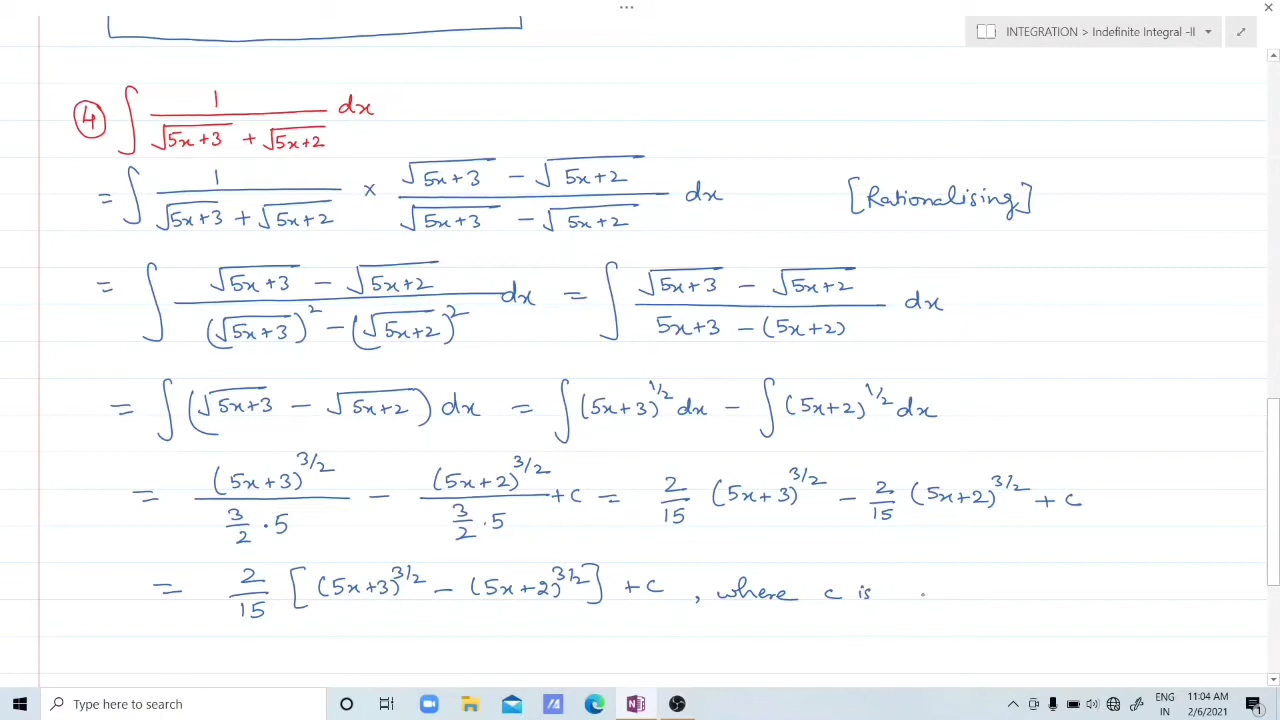 INTEGRATION > Indefinite Integral -II
④ ∫ 1/(√(5x+3) + √(5x+2)) dx
= ∫ 1/(√(5x+3) + √(5x+2)) × (√(5x+3) − √(5x+2))/(√(5x+3) − √(5x+2)) dx [Rationalising]
= ∫ (√(5x+3) − √(5x+2))/((√(5x+3))² − (√(5x+2))²) dx = ∫ (√(5x+3) − √(5x+2))/(5x+3 − (5x+2)) dx
= ∫ (√(5x+3) − √(5x+2)) dx = ∫ (5x+3)^(1/2) dx − ∫ (5x+2)^(1/2) dx
= (5x+3)^(3/2)/(3/2 · 5) − (5x+2)^(3/2)/(3/2 · 5) + c = 2/15 (5x+3)^(3/2) − 2/15 (5x+2)^(3/2) + c
= 2/15 [(5x+3)^(3/2) − (5x+2)^(3/2)] + c , where c is
Type here to search
ENG
IN
11:04 AM
2/6/2021
1